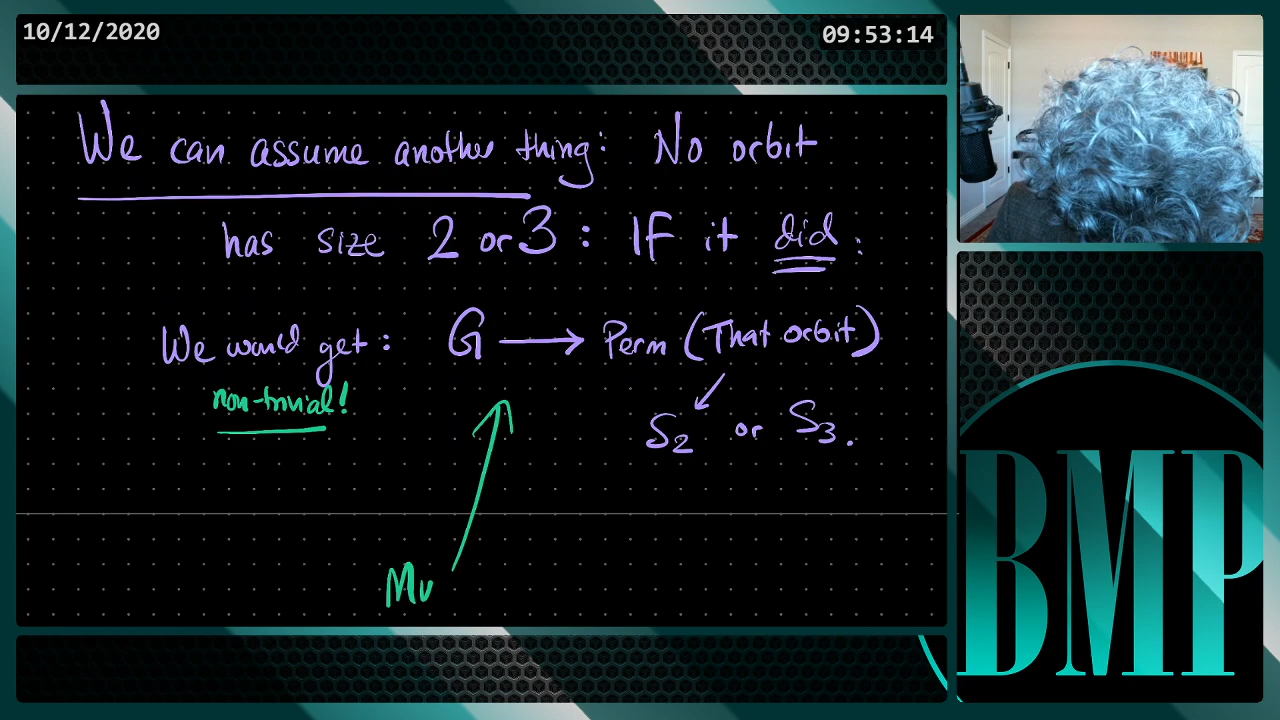 10/12/2020
09:53:14
We can assume another thing: No orbit
has size 2 or 3: IF it did:
We would get: G → Perm (That orbit)
non-trivial!
S2 or S3.
Mu
BMP